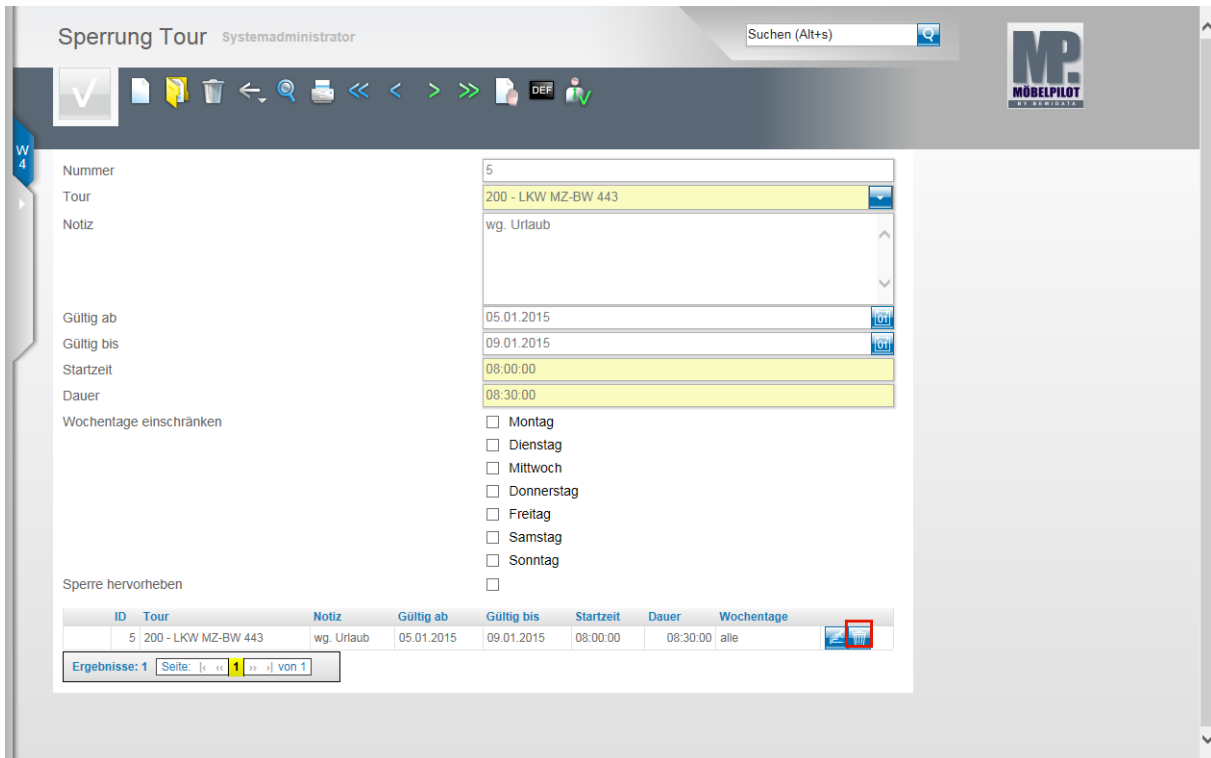 Sperrung Tour Systemadministrator
Suchen (Alt+s)
MP.
MÖBELPILOT
BY BEWIDATA
DEF
W
4
Nummer 5
Tour 200 - LKW MZ-BW 443
Notiz wg. Urlaub
Gültig ab 05.01.2015 01
Gültig bis 09.01.2015 01
Startzeit 08:00:00
Dauer 08:30:00
Wochentage einschränken Montag
Dienstag
Mittwoch
Donnerstag
Freitag
Samstag
Sonntag
Sperre hervorheben
ID Tour Notiz Gültig ab Gültig bis Startzeit Dauer Wochentage
5 200 - LKW MZ-BW 443 wg. Urlaub 05.01.2015 09.01.2015 08:00:00 08:30:00 alle
Ergebnisse: 1 Seite: |‹ ‹‹ 1 ›› ›| von 1